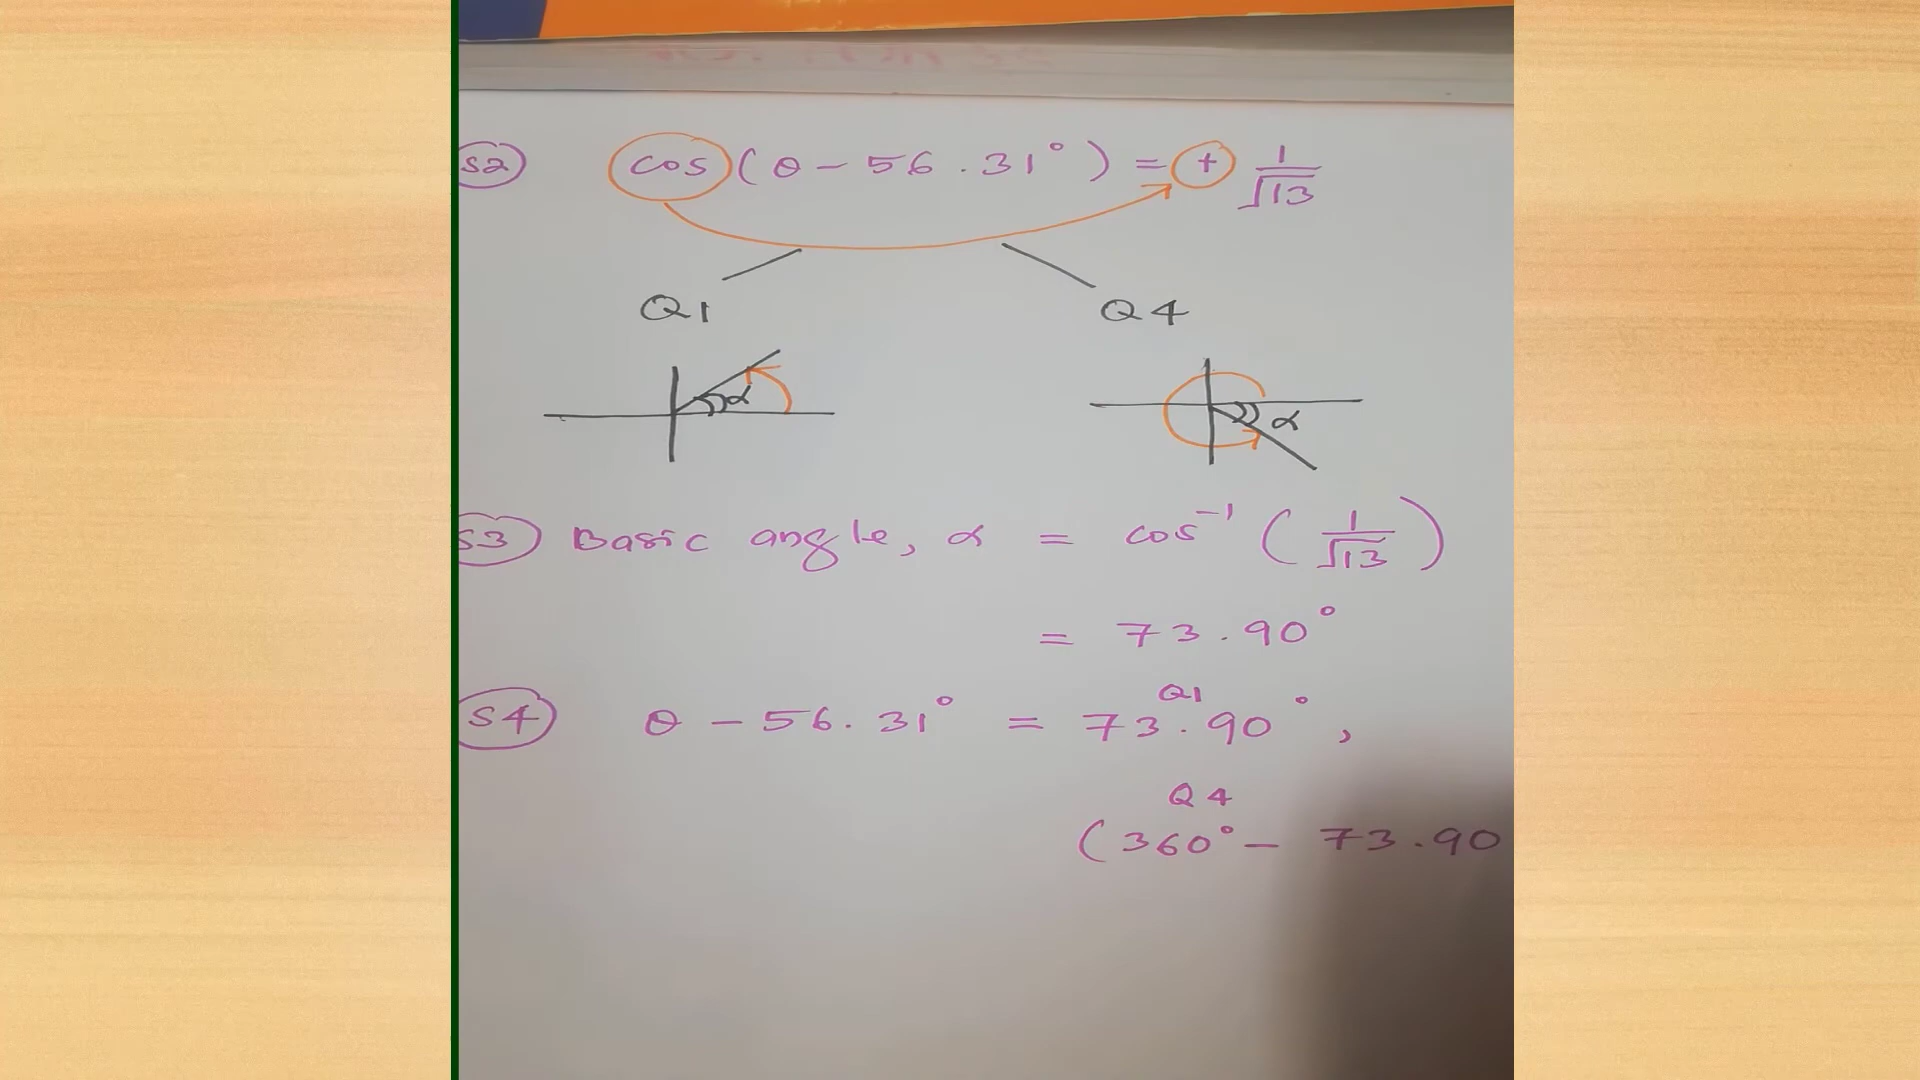 S2 cos (θ − 56.31°) = + 1/√13
Q1 Q4
α α
S3 Basic angle, α = cos⁻¹ (1/√13)
= 73.90°
Q1
S4 θ − 56.31° = 73.90°,
Q4
(360° − 73.90